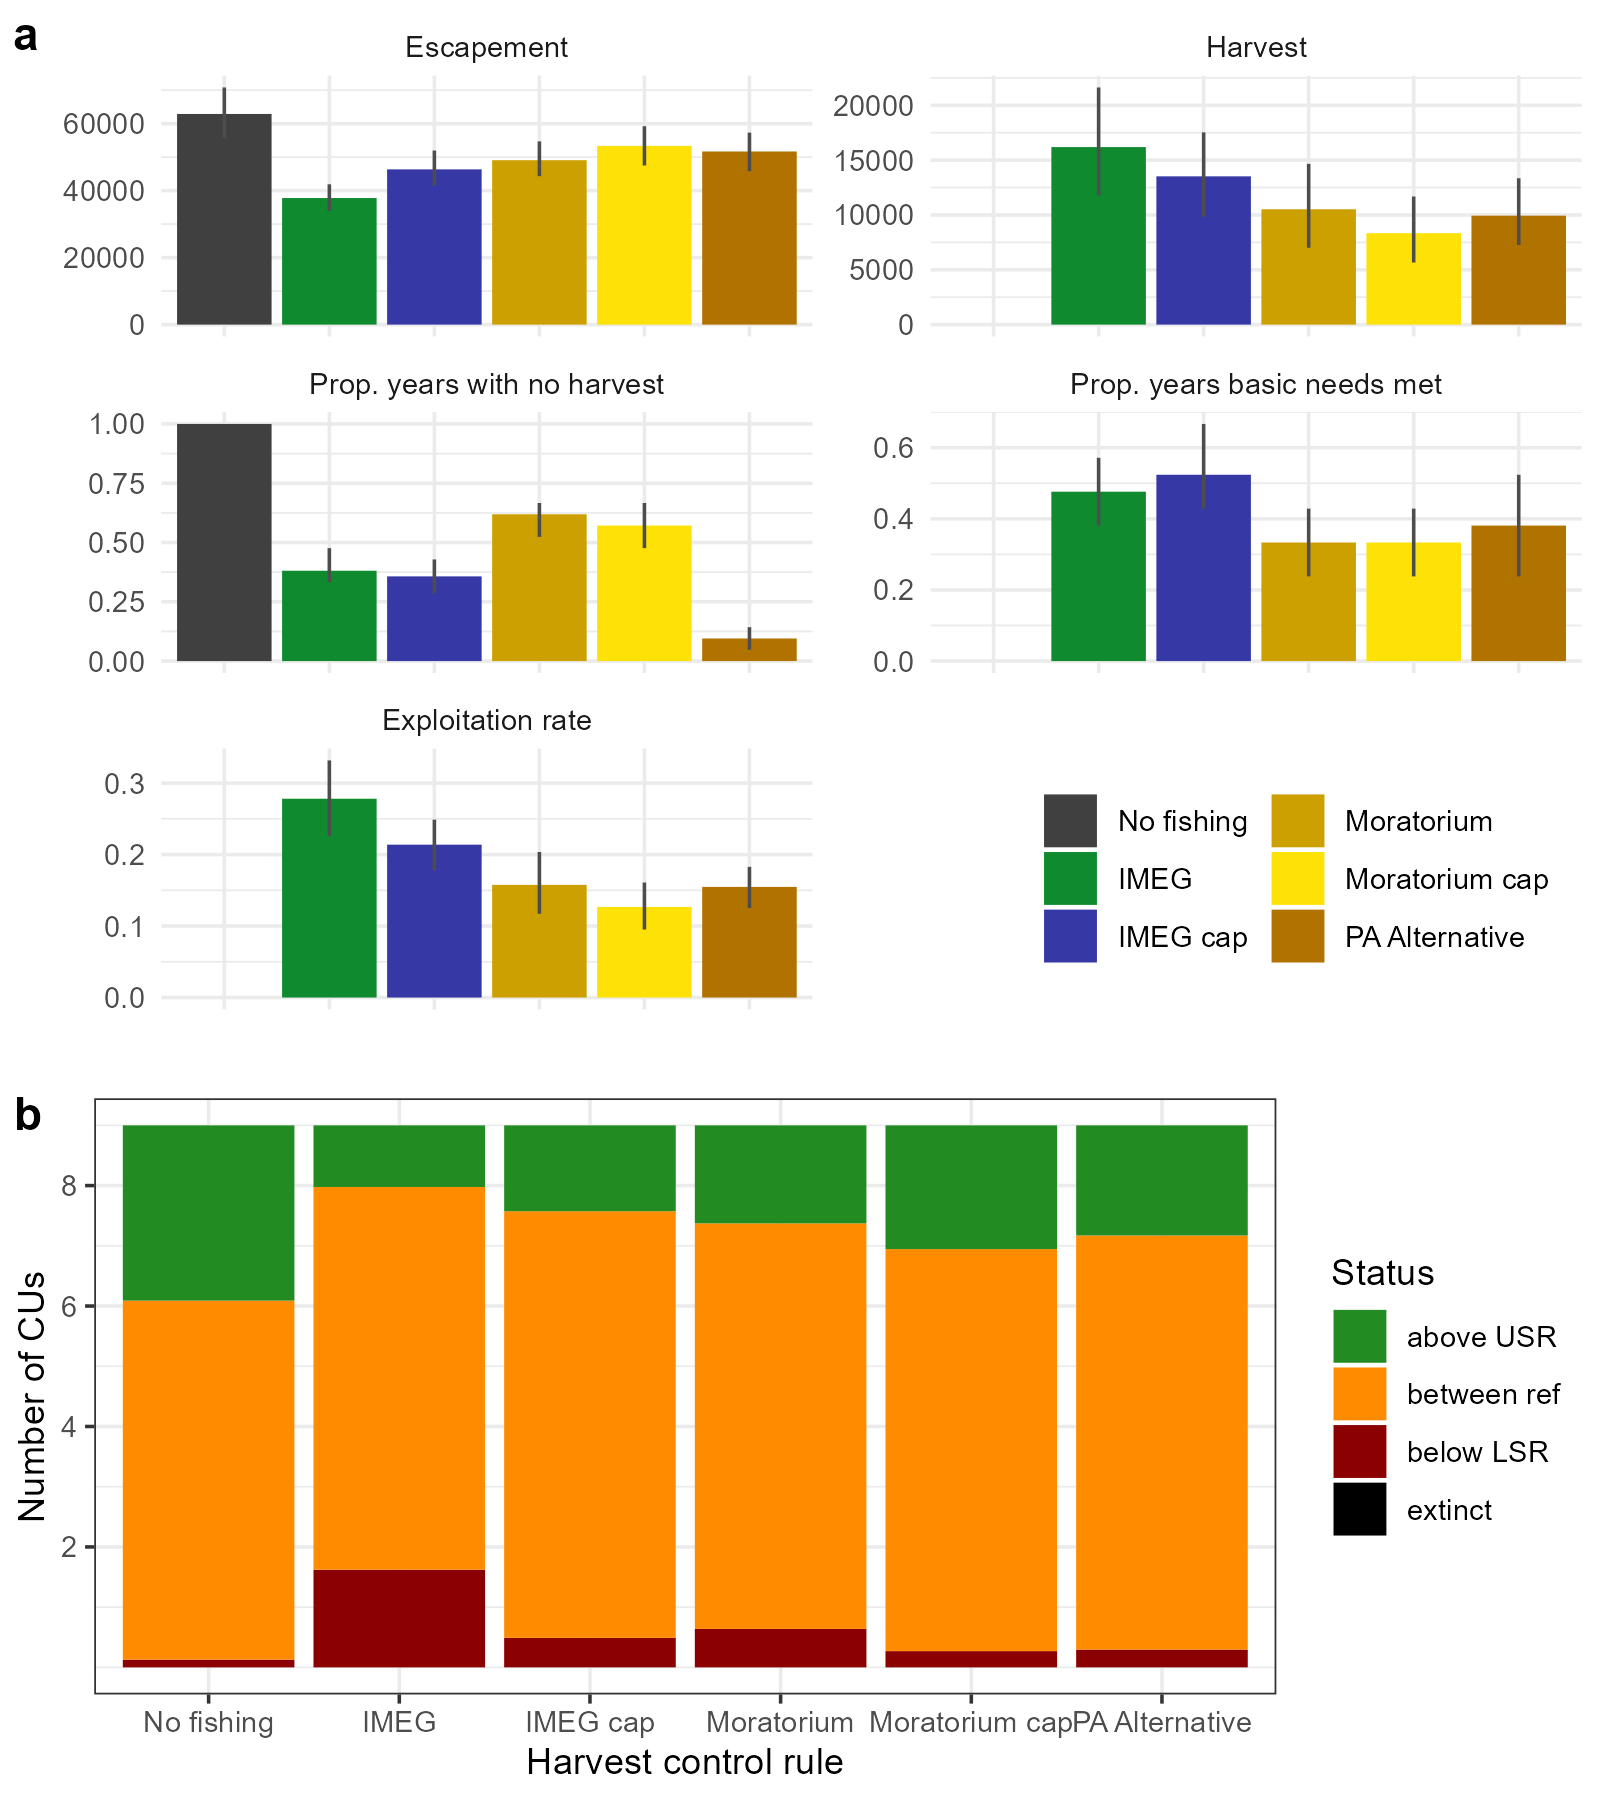 a
Escapement
Harvest
60000
40000
20000
0
20000
15000
10000
5000
0
Prop. years with no harvest
Prop. years basic needs met
1.00
0.75
0.50
0.25
0.00
0.6
0.4
0.2
0.0
Exploitation rate
0.3
0.2
0.1
0.0
No fishing
IMEG
IMEG cap
Moratorium
Moratorium cap
PA Alternative
b
Number of CUs
8
6
4
2
No fishing
IMEG
IMEG cap
Moratorium
Moratorium cap
PA Alternative
Harvest control rule
Status
above USR
between ref
below LSR
extinct